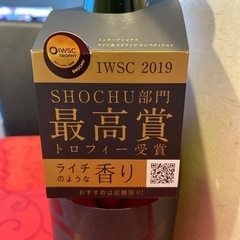 IWSC
インターナショナル
ワイン&スピリッツ コンペティション
IWSC 2019
SHOCHU部門
最高賞
トロフィー受賞
ライチ
のような
香り
おすすめは炭酸割り!